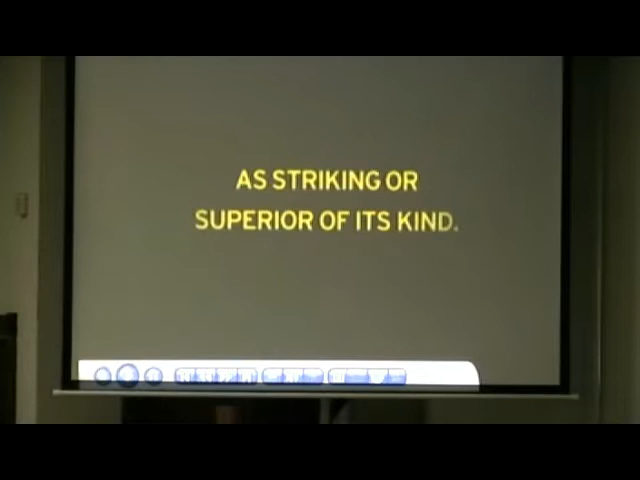 AS STRIKING OR
SUPERIOR OF ITS KIND.